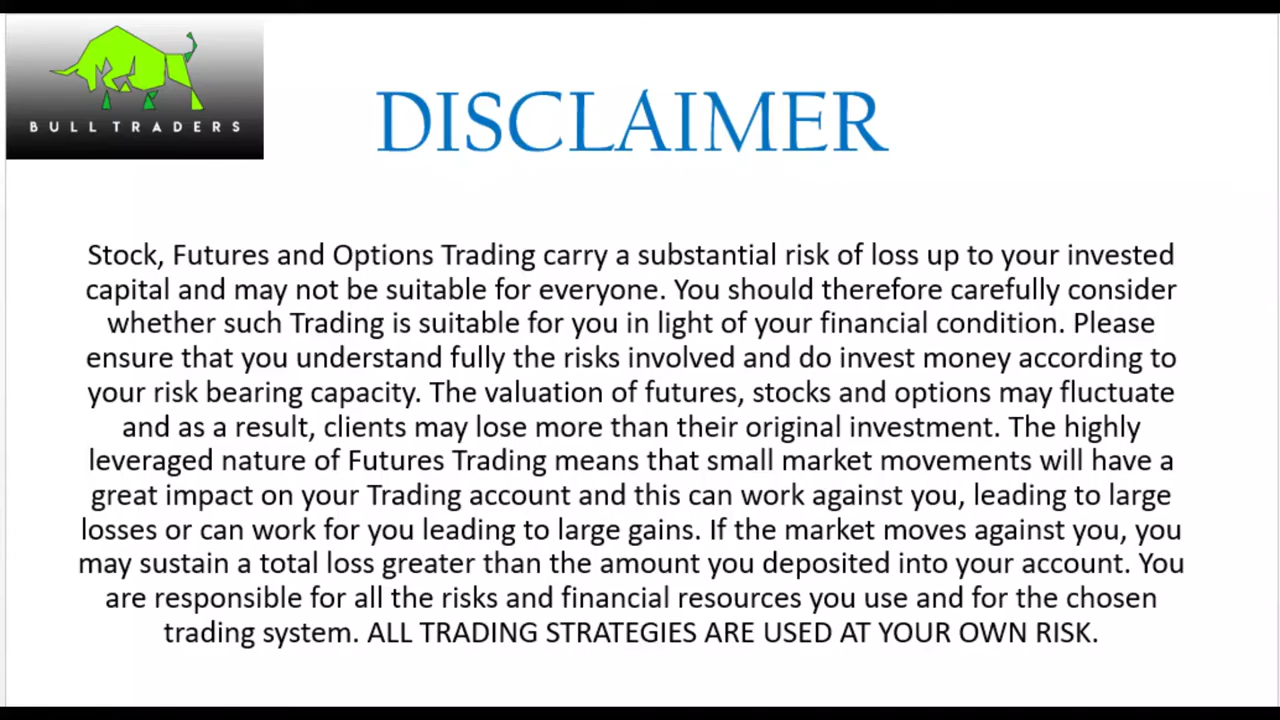 BULL TRADERS
DISCLAIMER
Stock, Futures and Options Trading carry a substantial risk of loss up to your invested
capital and may not be suitable for everyone. You should therefore carefully consider
whether such Trading is suitable for you in light of your financial condition. Please
ensure that you understand fully the risks involved and do invest money according to
your risk bearing capacity. The valuation of futures, stocks and options may fluctuate
and as a result, clients may lose more than their original investment. The highly
leveraged nature of Futures Trading means that small market movements will have a
great impact on your Trading account and this can work against you, leading to large
losses or can work for you leading to large gains. If the market moves against you, you
may sustain a total loss greater than the amount you deposited into your account. You
are responsible for all the risks and financial resources you use and for the chosen
trading system. ALL TRADING STRATEGIES ARE USED AT YOUR OWN RISK.